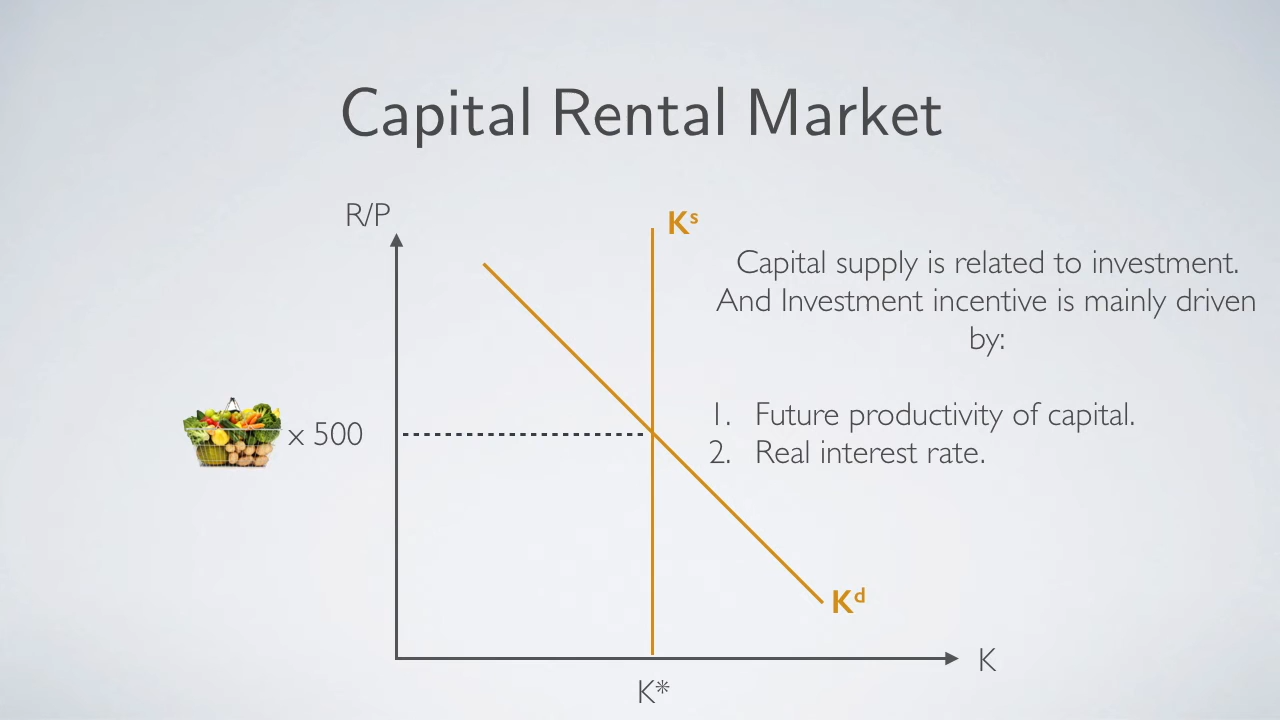 Capital Rental Market
R/P
Kˢ
Capital supply is related to investment.
And Investment incentive is mainly driven
by:
x 500
1. Future productivity of capital.
2. Real interest rate.
Kᵈ
K
K*